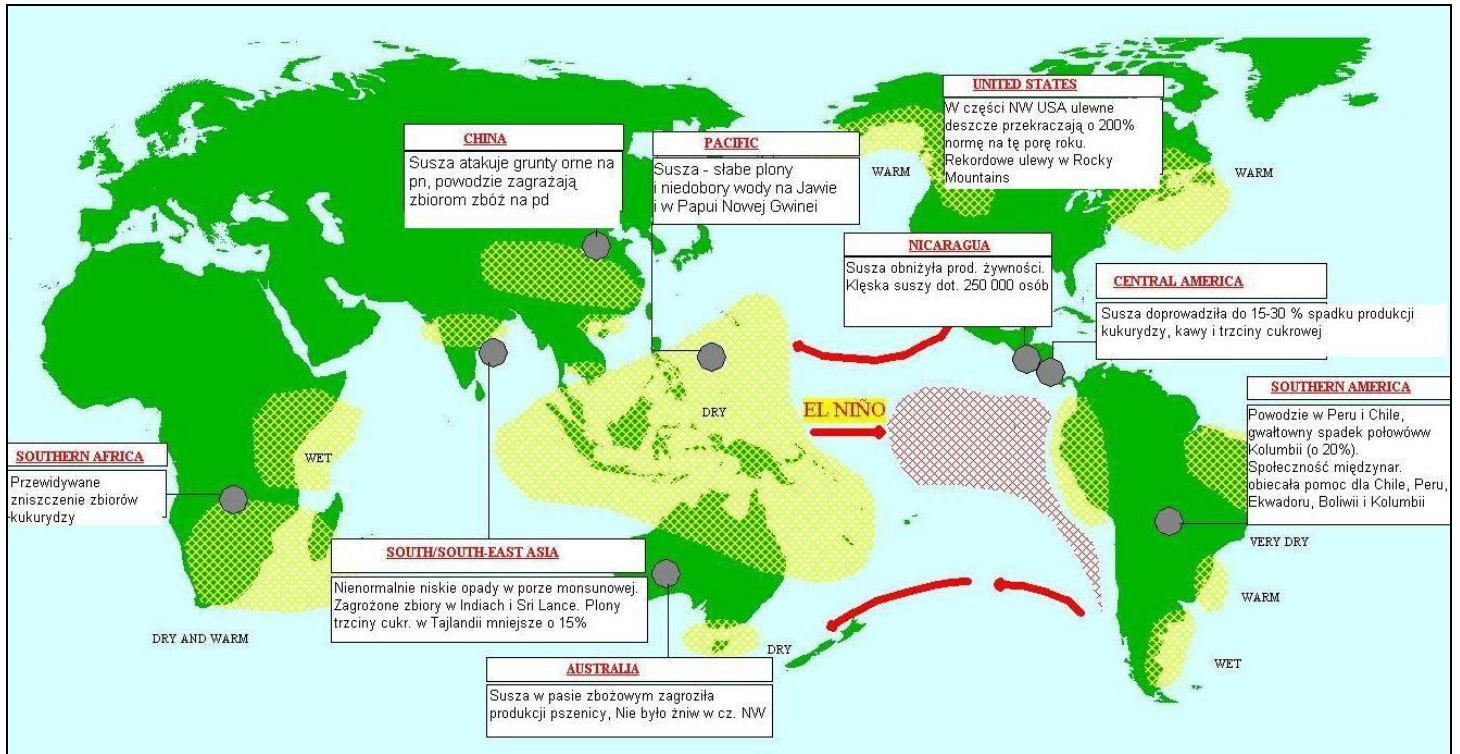 UNITED STATES
W części NW USA ulewne
deszcze przekraczają o 200%
normę na tę porę roku.
Rekordowe ulewy w Rocky
Mountains
CHINA
Susza atakuje grunty orne na
pn, powodzie zagrażają
zbiorom zbóż na pd
PACIFIC
Susza - słabe plony
i niedobory wody na Jawie
i w Papui Nowej Gwinei
WARM
WARM
NICARAGUA
Susza obniżyła prod. żywności.
Klęska suszy dot. 250 000 osób
CENTRAL AMERICA
Susza doprowadziła do 15-30 % spadku produkcji
kukurydzy, kawy i trzciny cukrowej
DRY
EL NIÑO
SOUTHERN AMERICA
Powodzie w Peru i Chile,
gwałtowny spadek połowóww
Kolumbii (o 20%).
Społeczność międzynar.
obiecała pomoc dla Chile, Peru,
Ekwadoru, Boliwii i Kolumbii
WET
SOUTHERN AFRICA
Przewidywane
zniszczenie zbiorów
kukurydzy
VERY DRY
SOUTH/SOUTH-EAST ASIA
Nienormalnie niskie opady w porze monsunowej.
Zagrożone zbiory w Indiach i Sri Lance. Plony
trzciny cukr. w Tajlandii mniejsze o 15%
WARM
DRY AND WARM
DRY
WET
AUSTRALIA
Susza w pasie zbożowym zagroziła
produkcji pszenicy, Nie było żniw w cz. NW